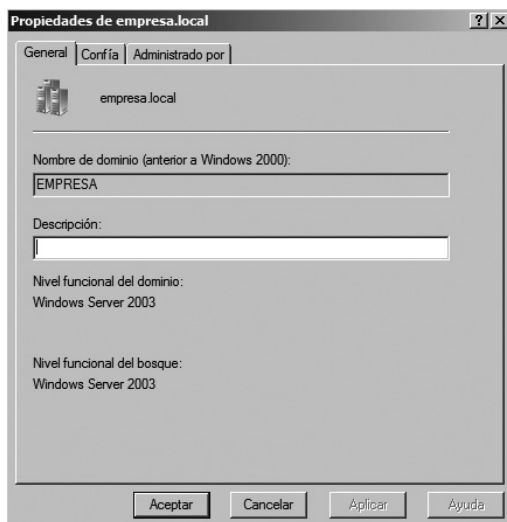 Propiedades de empresa.local
General Confía Administrado por
empresa.local
Nombre de dominio (anterior a Windows 2000):
EMPRESA
Descripción:
Nivel funcional del dominio:
Windows Server 2003
Nivel funcional del bosque:
Windows Server 2003
Aceptar Cancelar Aplicar Ayuda